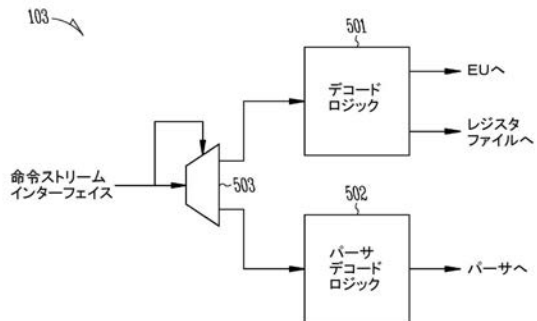 103
501
デコード
ロジック
EUへ
レジスタ
ファイルへ
命令ストリーム
インターフェイス
503
502
パーサ
デコード
ロジック
パーサへ